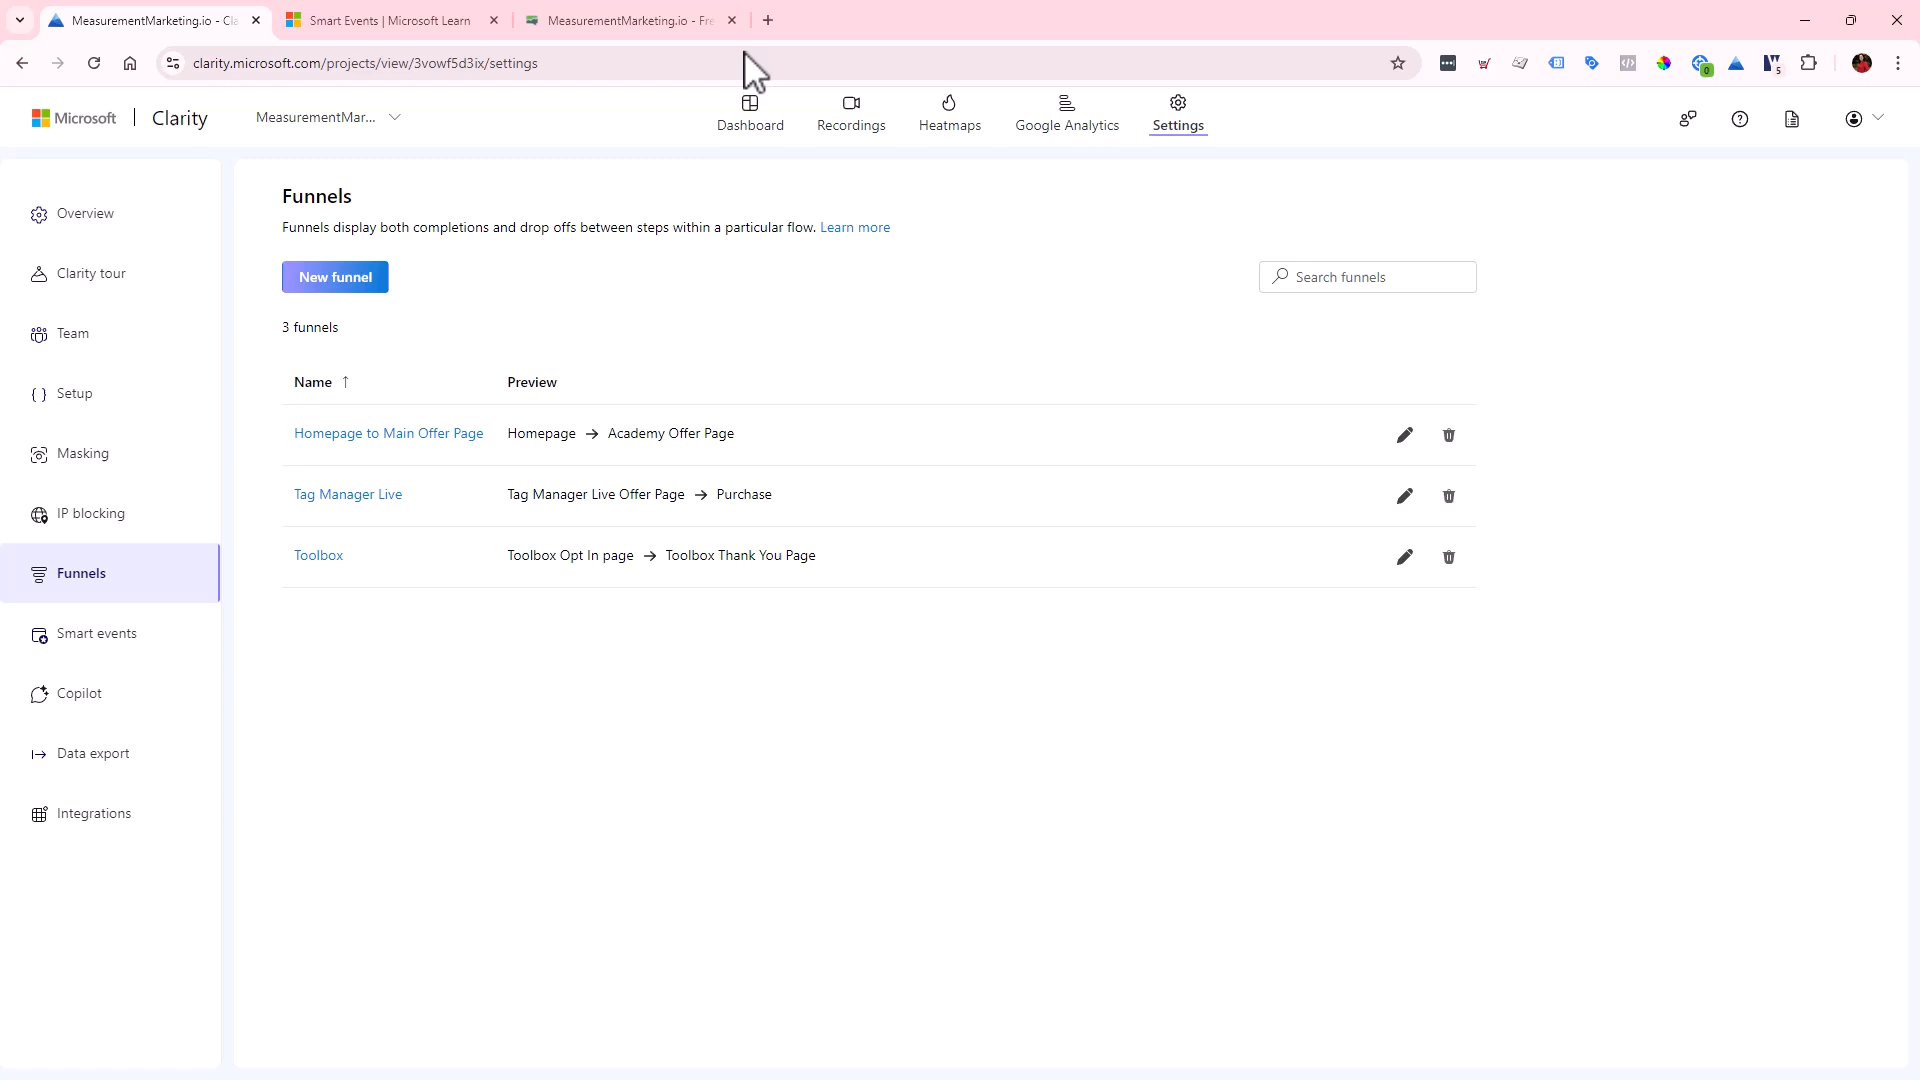 MeasurementMarketing.io - Cla
Smart Events | Microsoft Learn
MeasurementMarketing.io - Fre
clarity.microsoft.com/projects/view/3vowf5d3ix/settings
0
5
Microsoft
Clarity
MeasurementMar...
Dashboard
Recordings
Heatmaps
Google Analytics
Settings
Overview
Clarity tour
Team
Setup
Masking
IP blocking
Funnels
Smart events
Copilot
Data export
Integrations
Funnels
Funnels display both completions and drop offs between steps within a particular flow. Learn more
New funnel
Search funnels
3 funnels
Name ↑ Preview
Homepage to Main Offer Page Homepage → Academy Offer Page
Tag Manager Live Tag Manager Live Offer Page → Purchase
Toolbox Toolbox Opt In page → Toolbox Thank You Page